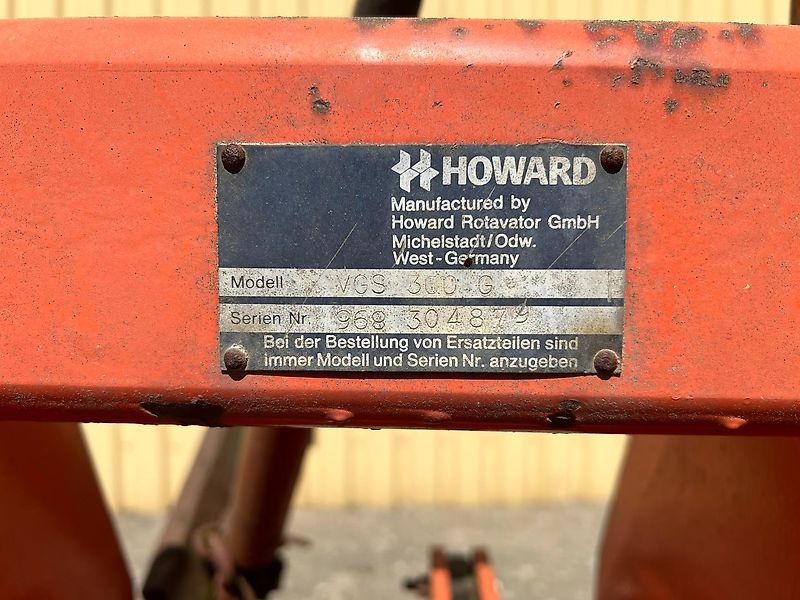 HOWARD
Manufactured by
Howard Rotavator GmbH
Michelstadt/Odw.
West-Germany
Modell VGS 300 G
Serien Nr. 968 304879
Bei der Bestellung von Ersatzteilen sind
immer Modell und Serien Nr. anzugeben